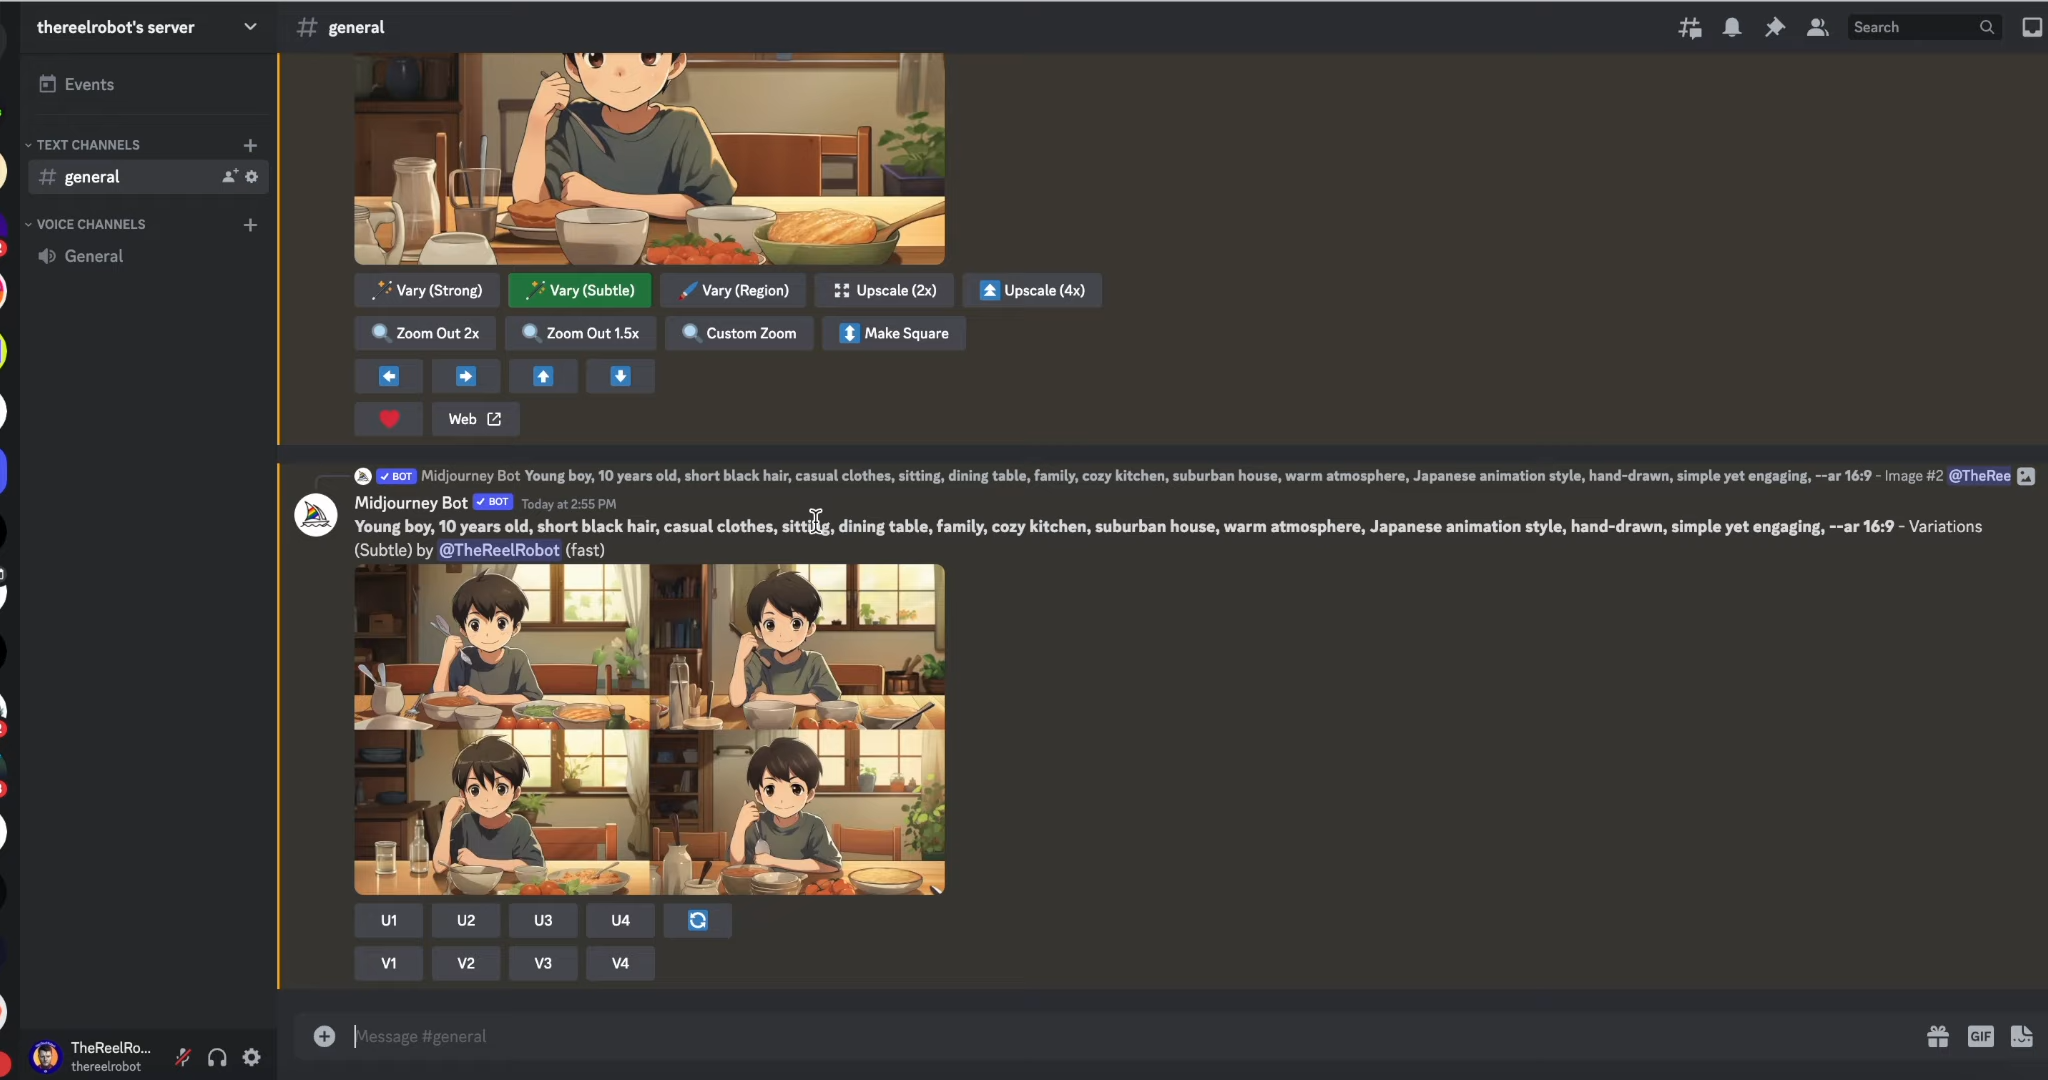 thereelrobot's server
general
Search
Events
TEXT CHANNELS
general
VOICE CHANNELS
General
Vary (Strong)
Vary (Subtle)
Vary (Region)
Upscale (2x)
Upscale (4x)
Zoom Out 2x
Zoom Out 1.5x
Custom Zoom
Make Square
Web
BOT Midjourney Bot Young boy, 10 years old, short black hair, casual clothes, sitting, dining table, family, cozy kitchen, suburban house, warm atmosphere, Japanese animation style, hand-drawn, simple yet engaging, --ar 16:9 - Image #2 @TheRee
Midjourney Bot BOT Today at 2:55 PM
Young boy, 10 years old, short black hair, casual clothes, sitting, dining table, family, cozy kitchen, suburban house, warm atmosphere, Japanese animation style, hand-drawn, simple yet engaging, --ar 16:9 - Variations
(Subtle) by @TheReelRobot (fast)
U1
U2
U3
U4
V1
V2
V3
V4
Message #general
GIF
TheReelRo...
thereelrobot